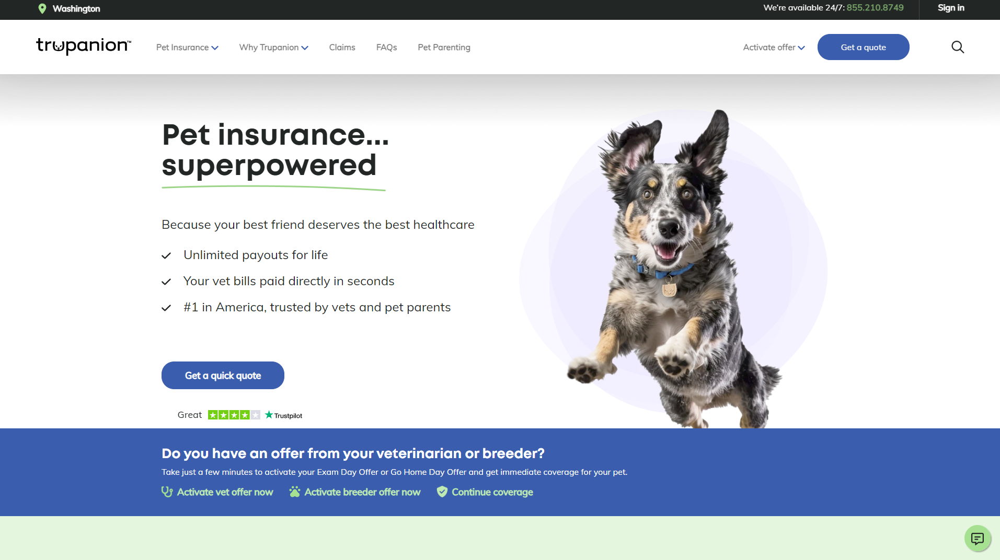 Washington
We're available 24/7: 855.210.8749
Sign in
trupanion™
Pet Insurance
Why Trupanion
Claims
FAQs
Pet Parenting
Activate offer
Get a quote
Pet insurance...
superpowered
Because your best friend deserves the best healthcare
Unlimited payouts for life
Your vet bills paid directly in seconds
#1 in America, trusted by vets and pet parents
Get a quick quote
Great
Trustpilot
Do you have an offer from your veterinarian or breeder?
Take just a few minutes to activate your Exam Day Offer or Go Home Day Offer and get immediate coverage for your pet.
Activate vet offer now
Activate breeder offer now
Continue coverage